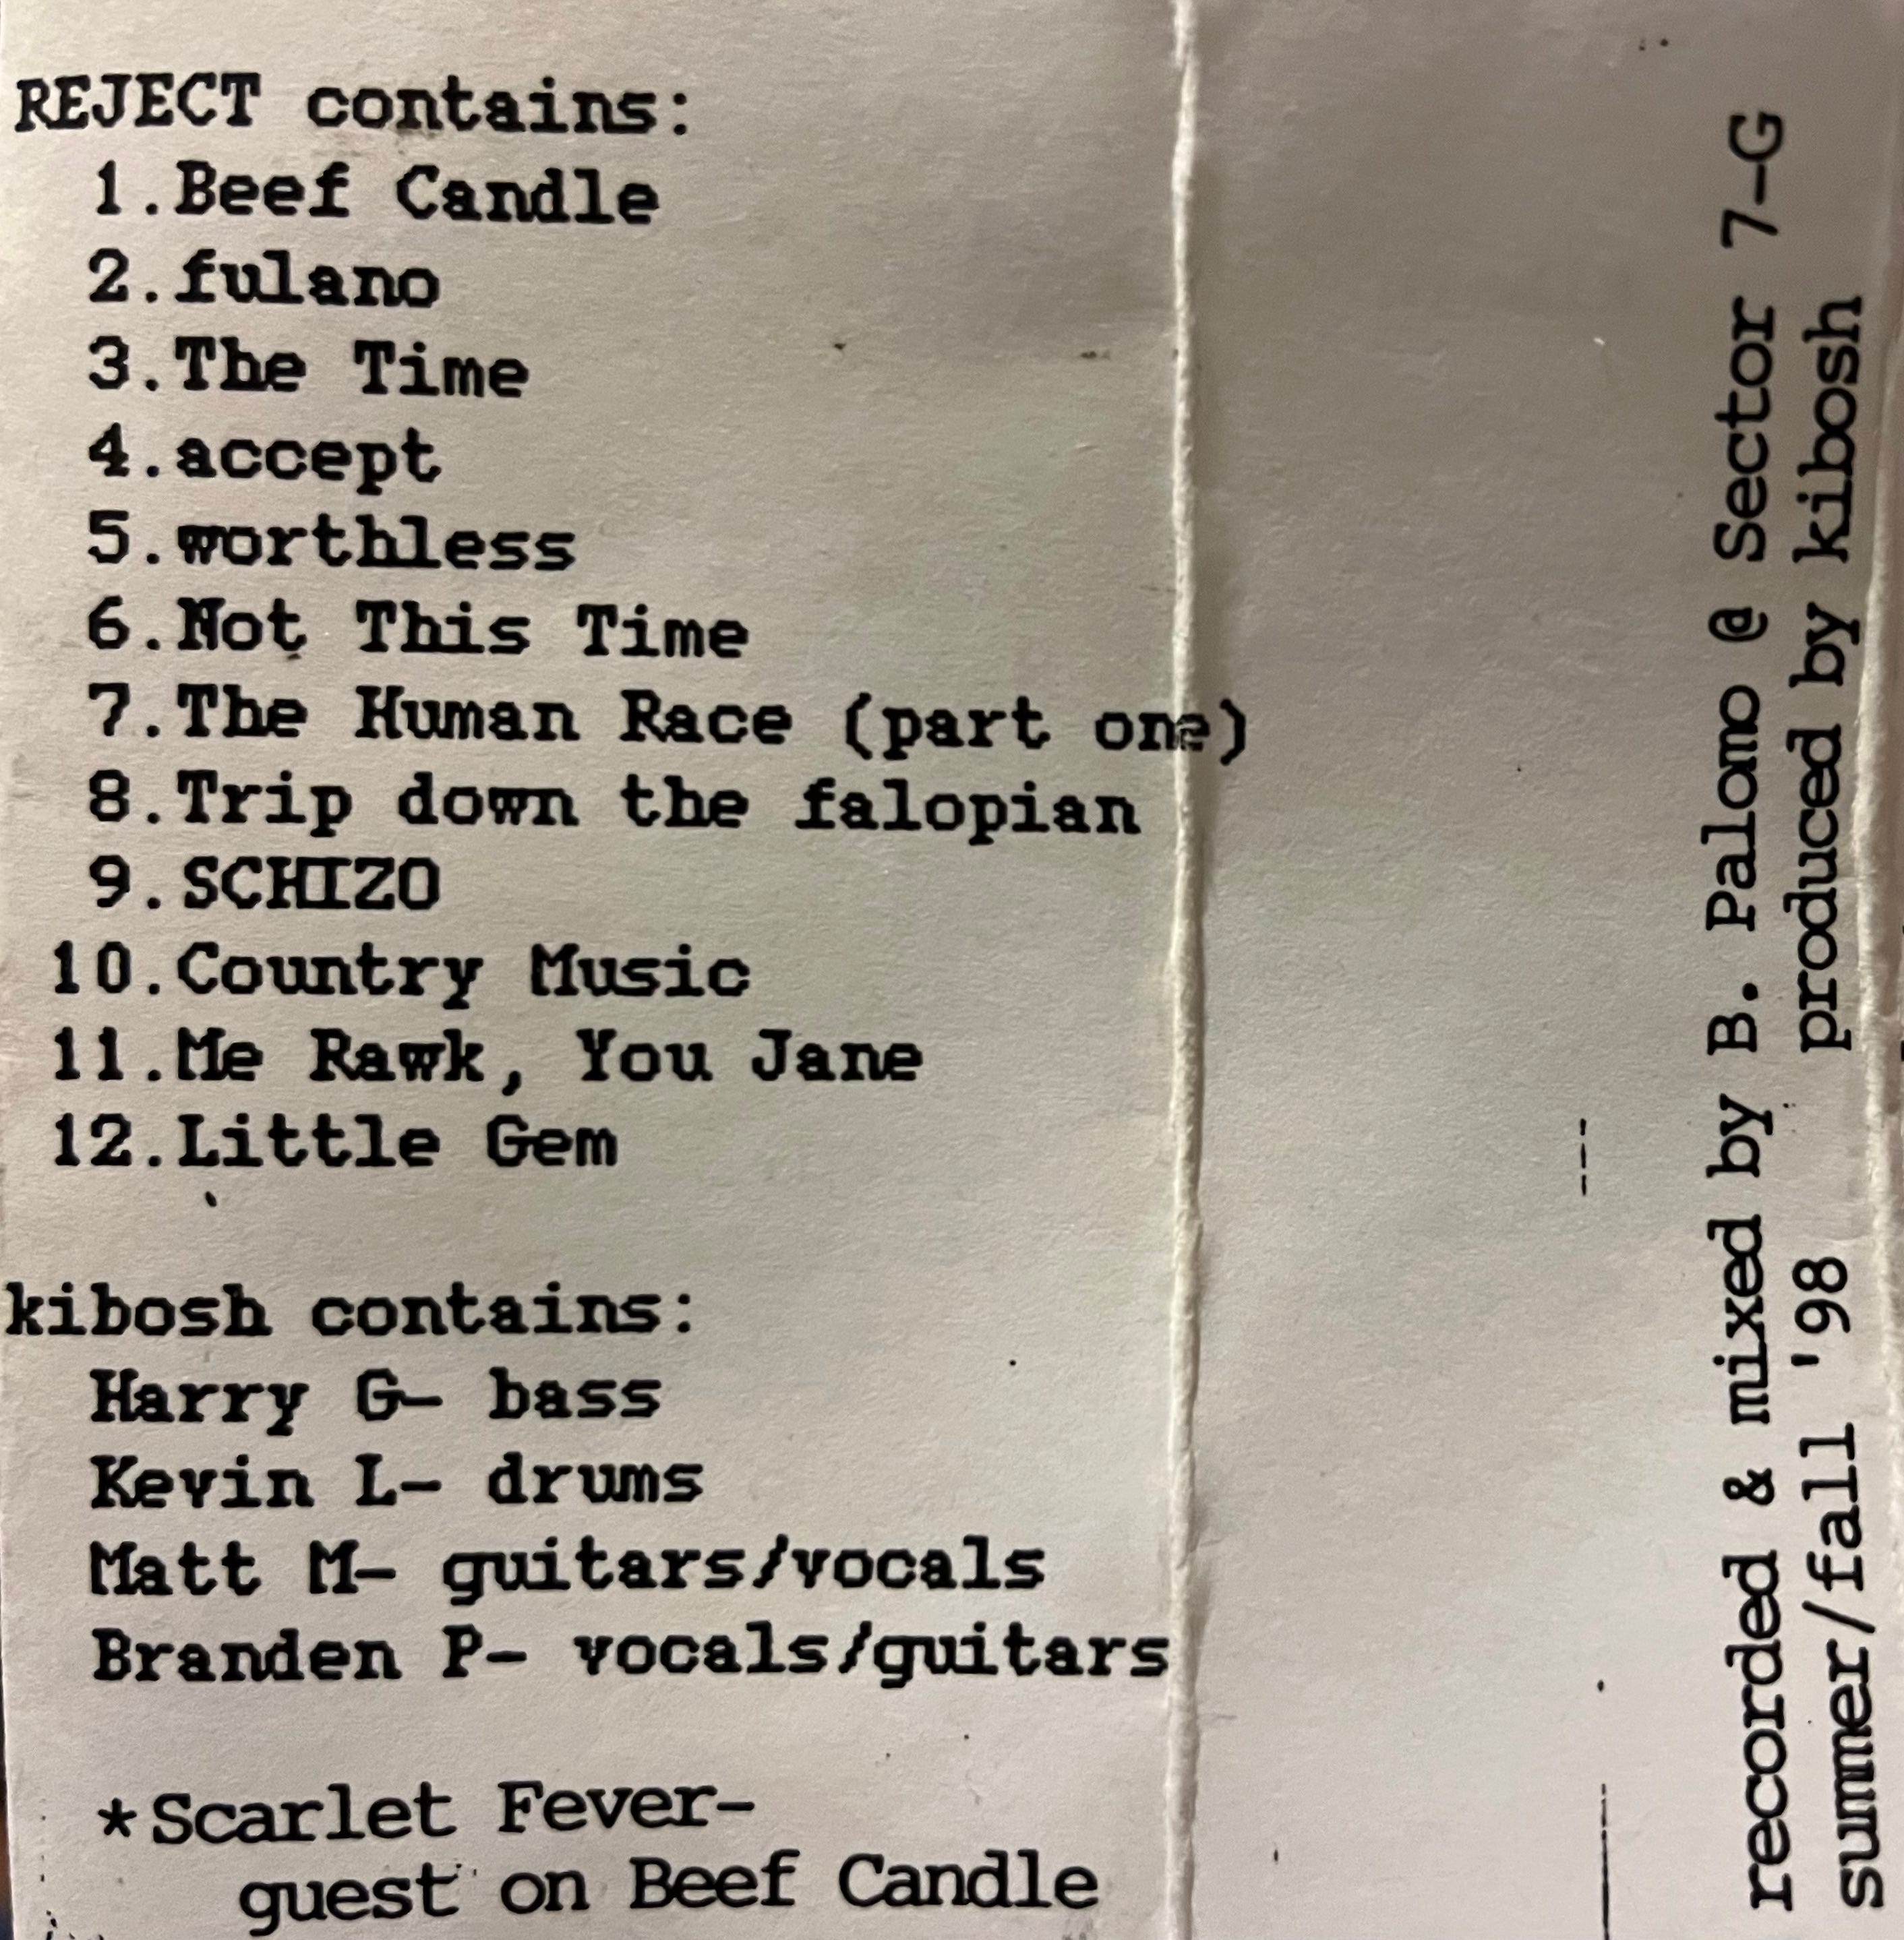 REJECT contains:
1.Beef Candle
2.fulano
3.The Time
4.accept
5.worthless
6.Not This Time
7.The Human Race (part one)
8.Trip down the falopian
9.SCHIZO
10.Country Music
11.Me Rawk, You Jane
12.Little Gem
kibosh contains:
Harry G- bass
Kevin L- drums
Matt M- guitars/vocals
Branden P- vocals/guitars
*Scarlet Fever-
guest on Beef Candle
recorded & mixed by B. Palomo @ Sector 7-G
summer/fall '98 produced by kibosh